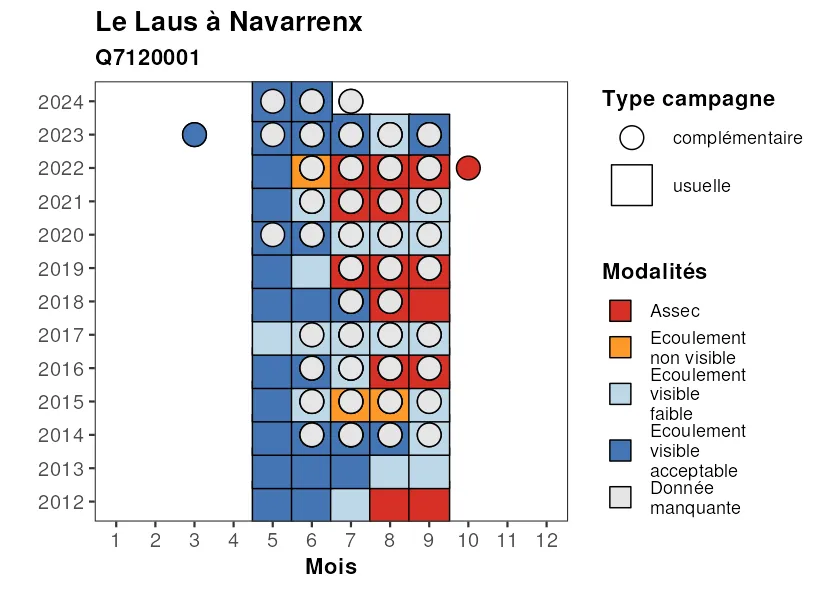 Le Laus à Navarrenx
Q7120001
2024
2023
2022
2021
2020
2019
2018
2017
2016
2015
2014
2013
2012
1 2 3 4 5 6 7 8 9 10 11 12
Mois
Type campagne
complémentaire
usuelle
Modalités
Assec
Ecoulement
non visible
Ecoulement
visible
faible
Ecoulement
visible
acceptable
Donnée
manquante